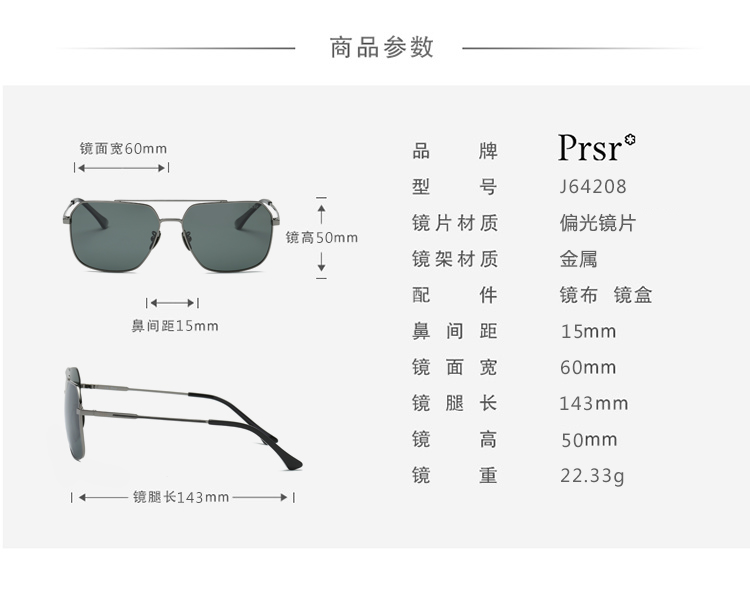 商品参数
镜面宽60mm
镜高50mm
鼻间距15mm
镜腿长143mm
品牌 Prsr
型号 J64208
镜片材质 偏光镜片
镜架材质 金属
配件 镜布 镜盒
鼻间距 15mm
镜面宽 60mm
镜腿长 143mm
镜高 50mm
镜重 22.33g